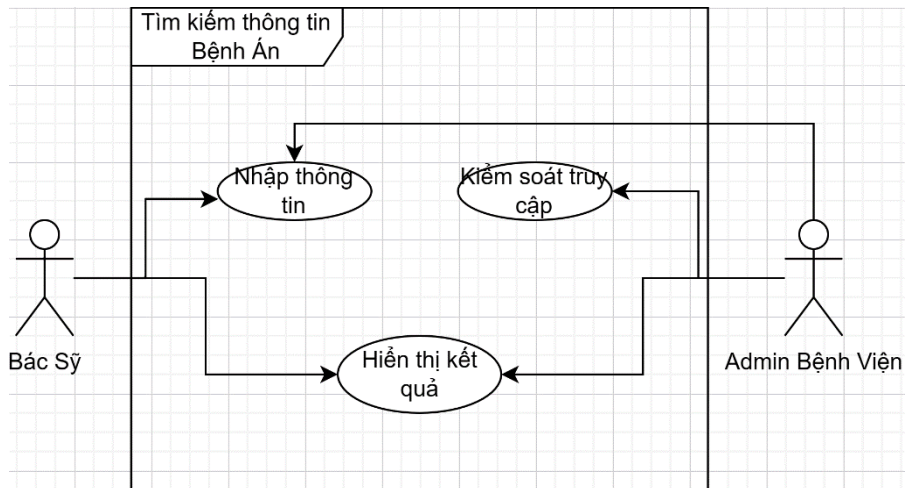 Tìm kiếm thông tin
Bệnh Án
Nhập thông
tin
Kiểm soát truy
cập
Bác Sỹ
Hiển thị kết
quả
Admin Bệnh Viện